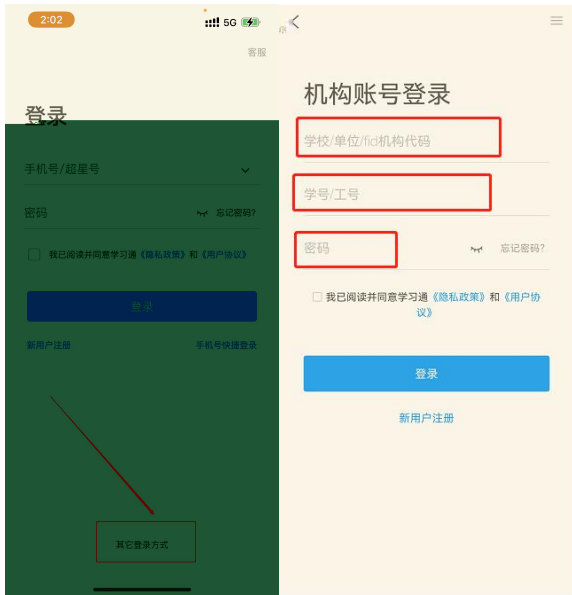 2:02
5G
客服
登录
手机号/超星号
密码
忘记密码?
我已阅读并同意学习通《隐私政策》和《用户协议》
登录
新用户注册
手机号快捷登录
其它登录方式
机构账号登录
学校/单位/fid机构代码
学号/工号
密码
忘记密码?
我已阅读并同意学习通《隐私政策》和《用户协
议》
登录
新用户注册